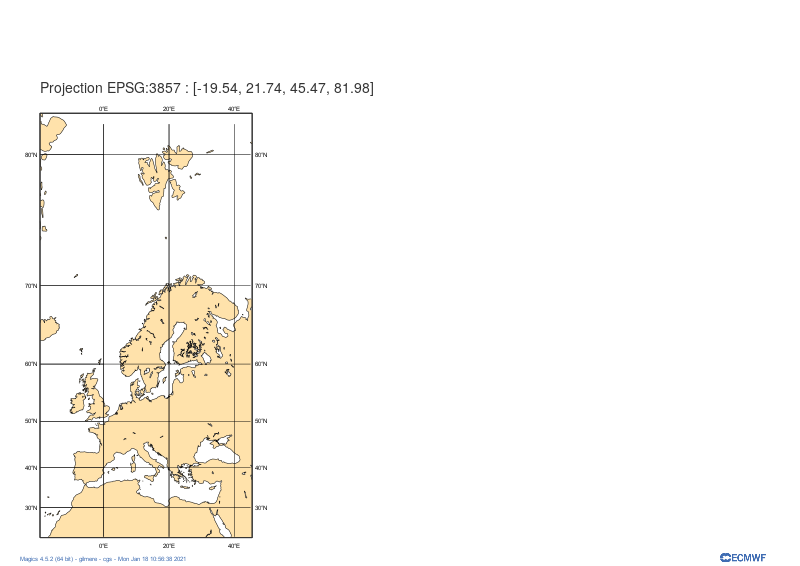 Projection EPSG:3857 : [-19.54, 21.74, 45.47, 81.98]
0°E 20°E 40°E
80°N 80°N
70°N 70°N
60°N 60°N
50°N 50°N
40°N 40°N
30°N 30°N
0°E 20°E 40°E
Magics 4.5.2 (64 bit) - gilmere - cgs - Mon Jan 18 10:56:38 2021
ECMWF